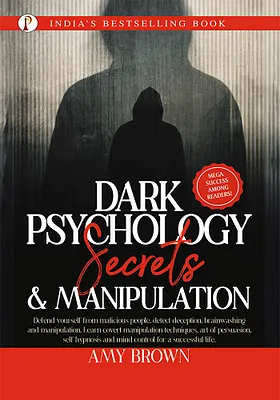 INDIA'S BESTSELLING BOOK
MEGA
SUCCESS
AMONG
READERS!
DARK
PSYCHOLOGY
Secrets
& MANIPULATION
Defend yourself from malicious people, detect deception, brainwashing
and manipulation. Learn covert manipulation techniques, art of persuasion,
self hypnosis and mind control for a successful life.
AMY BROWN